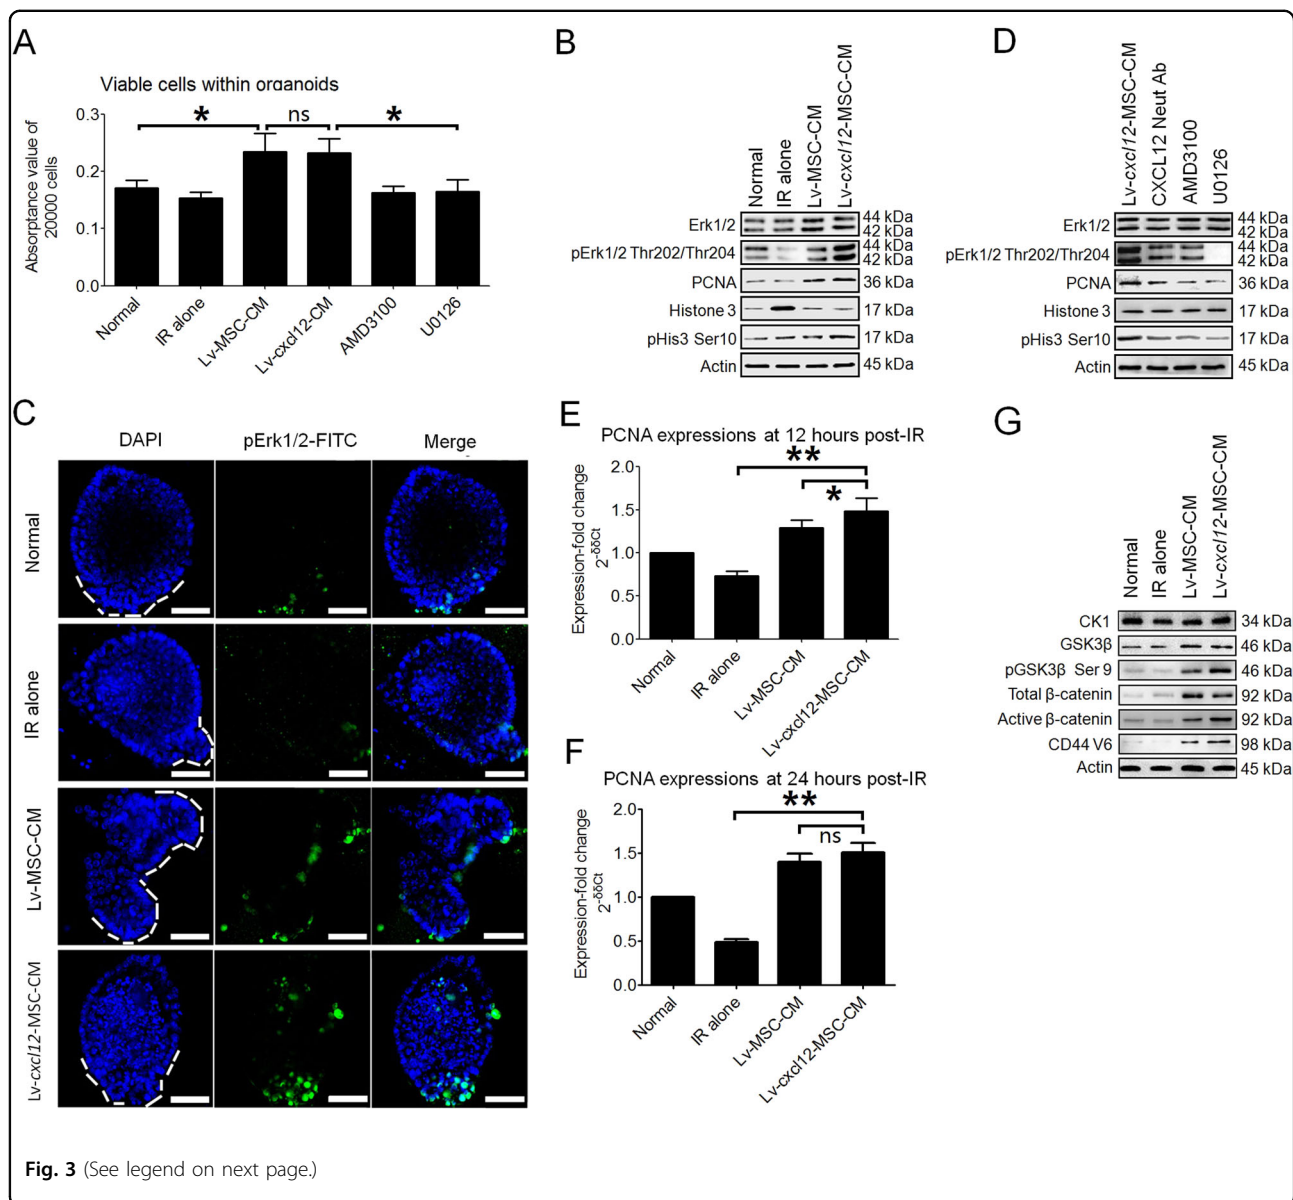 A
Viable cells within organoids
Absorptance value of
20000 cells
0.3
0.2
0.1
0.0
*
ns
*
Normal
IR alone
Lv-MSC-CM
Lv-cxcl12-CM
AMD3100
U0126
B
Normal
IR alone
Lv-MSC-CM
Lv-cxcl12-MSC-CM
Erk1/2
44 kDa
42 kDa
pErk1/2 Thr202/Thr204
44 kDa
42 kDa
PCNA
36 kDa
Histone 3
17 kDa
pHis3 Ser10
17 kDa
Actin
45 kDa
D
Lv-cxcl12-MSC-CM
CXCL12 Neut Ab
AMD3100
U0126
Erk1/2
44 kDa
42 kDa
pErk1/2 Thr202/Thr204
44 kDa
42 kDa
PCNA
36 kDa
Histone 3
17 kDa
pHis3 Ser10
17 kDa
Actin
45 kDa
C
DAPI
pErk1/2-FITC
Merge
Normal
IR alone
Lv-MSC-CM
Lv-cxcl12-MSC-CM
E
PCNA expressions at 12 hours post-IR
Expression-fold change
2-δδCt
2.0
1.5
1.0
0.5
0.0
**
*
Normal
IR alone
Lv-MSC-CM
Lv-cxcl12-MSC-CM
F
PCNA expressions at 24 hours post-IR
Expression-fold change
2-δδCt
2.0
1.5
1.0
0.5
0.0
**
ns
Normal
IR alone
Lv-MSC-CM
Lv-cxcl12-MSC-CM
G
Normal
IR alone
Lv-MSC-CM
Lv-cxcl12-MSC-CM
CK1
34 kDa
GSK3β
46 kDa
pGSK3β Ser 9
46 kDa
Total β-catenin
92 kDa
Active β-catenin
92 kDa
CD44 V6
98 kDa
Actin
45 kDa
Fig. 3 (See legend on next page.)